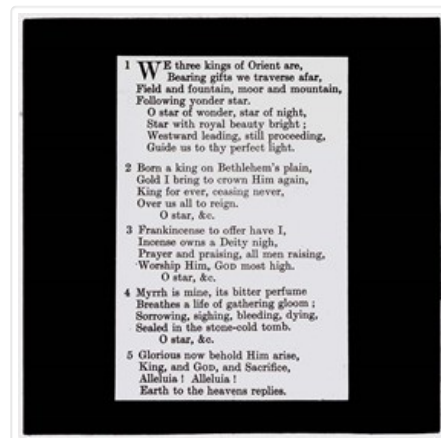 1 WE three kings of Orient are,
Bearing gifts we traverse afar,
Field and fountain, moor and mountain,
Following yonder star.
O star of wonder, star of night,
Star with royal beauty bright ;
Westward leading, still proceeding,
Guide us to thy perfect light.
2 Born a king on Bethlehem's plain,
Gold I bring to crown Him again,
King for ever, ceasing never,
Over us all to reign.
O star, &c.
3 Frankincense to offer have I,
Incense owns a Deity nigh,
Prayer and praising, all men raising,
Worship Him, GOD most high.
O star, &c.
4 Myrrh is mine, its bitter perfume
Breathes a life of gathering gloom ;
Sorrowing, sighing, bleeding, dying,
Sealed in the stone-cold tomb.
O star, &c.
5 Glorious now behold Him arise,
King, and GOD, and Sacrifice,
Alleluia ! Alleluia !
Earth to the heavens replies.